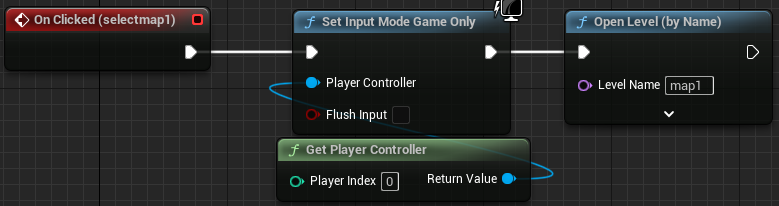 On Clicked (selectmap1)
f Set Input Mode Game Only
Player Controller
Flush Input
f Open Level (by Name)
Level Name map1
f Get Player Controller
Player Index 0 Return Value